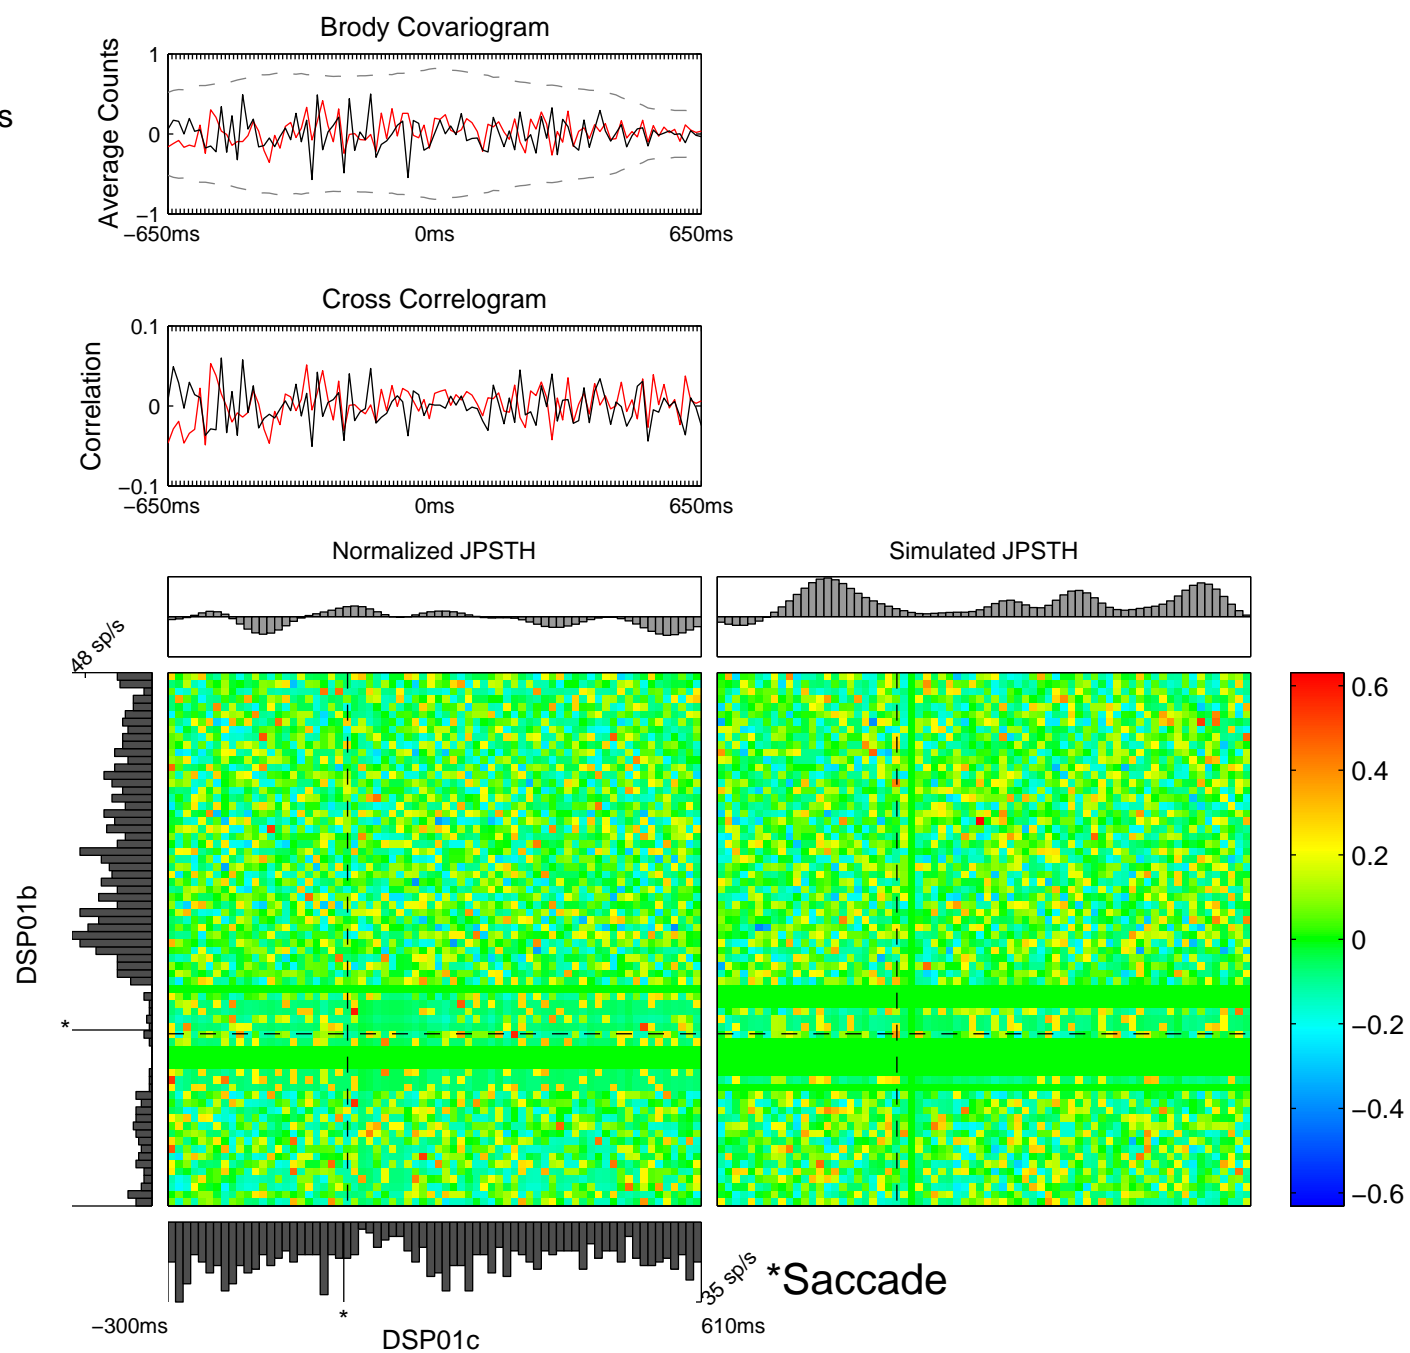 Brody Covariogram
s
Average Counts
1
0
−1
−650ms 0ms 650ms
Cross Correlogram
Correlation
0.1
0
−0.1
−650ms 0ms 650ms
Normalized JPSTH
Simulated JPSTH
48 sp/s
DSP01b
*
0.6
0.4
0.2
0
−0.2
−0.4
−0.6
35 sp/s
*Saccade
*
−300ms
DSP01c
610ms